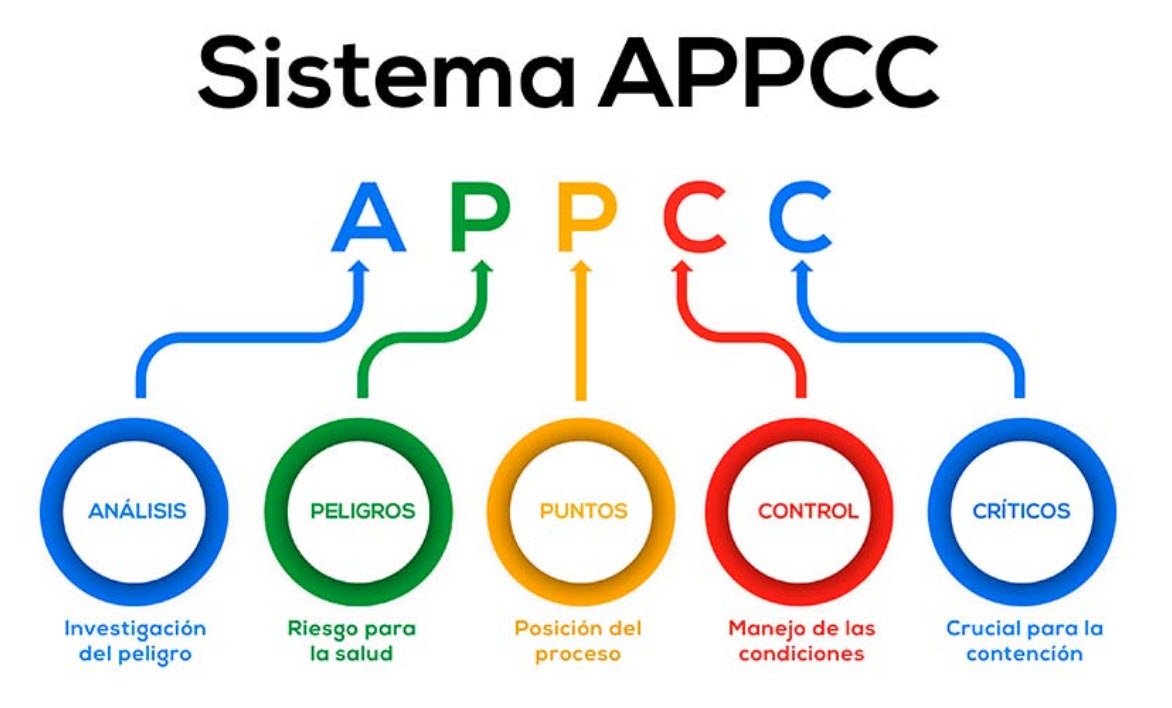 Sistema APPCC
A P P C C
ANÁLISIS
PELIGROS
PUNTOS
CONTROL
CRÍTICOS
Investigación
del peligro
Riesgo para
la salud
Posición del
proceso
Manejo de las
condiciones
Crucial para la
contención